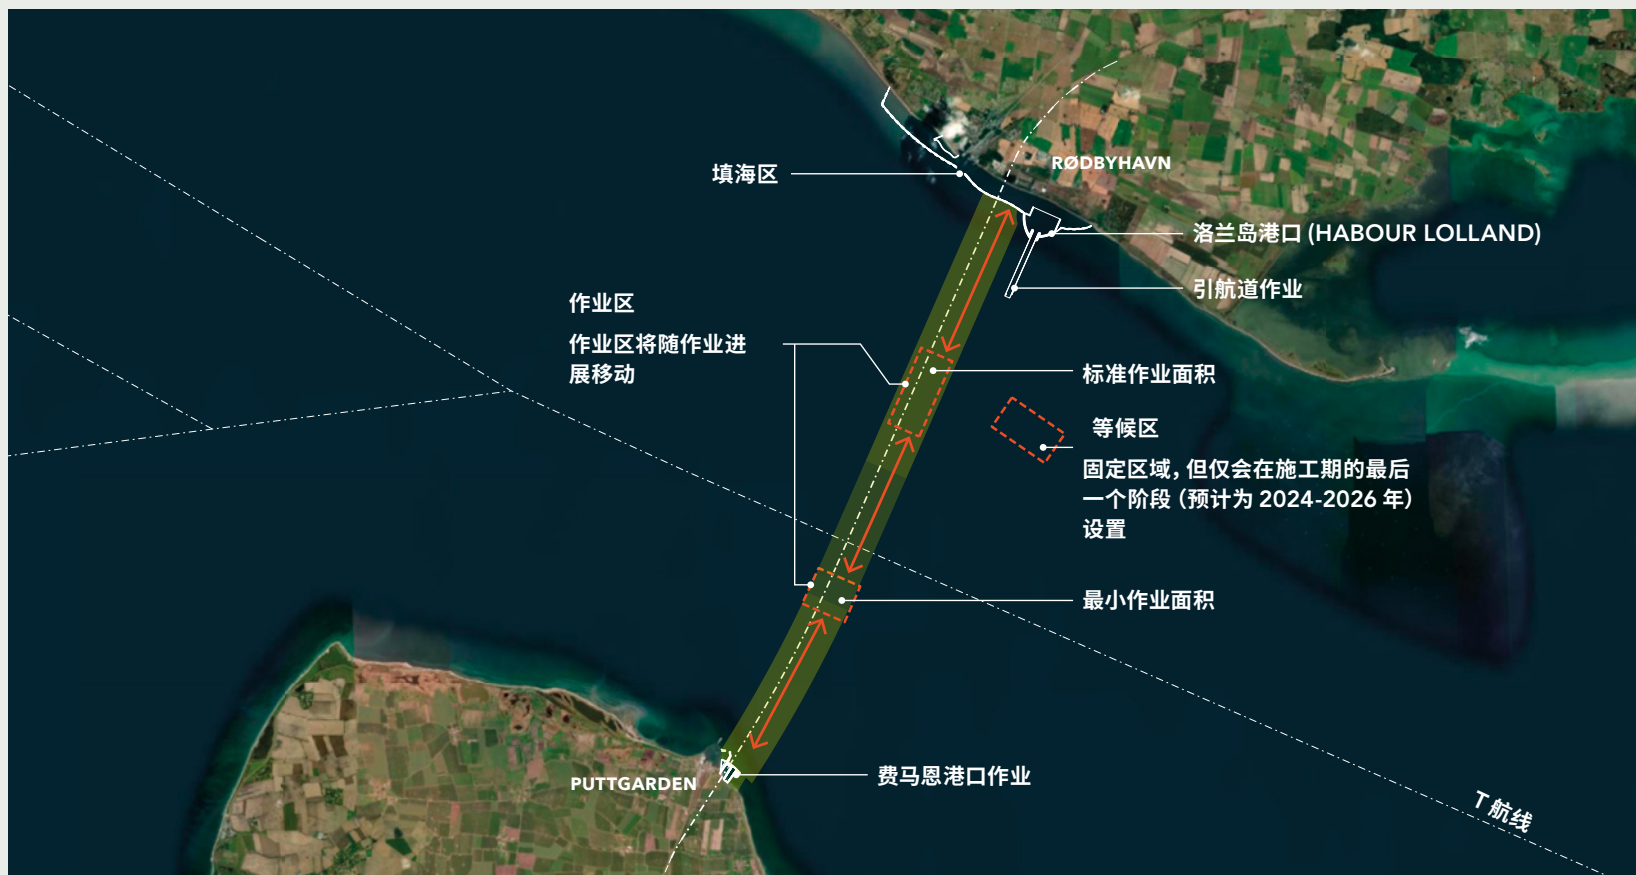 RØDBYHAVN
填海区
洛兰岛港口 (HABOUR LOLLAND)
引航道作业
作业区
作业区将随作业进
展移动
标准作业面积
等候区
固定区域，但仅会在施工期的最后
一个阶段（预计为 2024-2026 年）
设置
最小作业面积
费马恩港口作业
PUTTGARDEN
T 航线